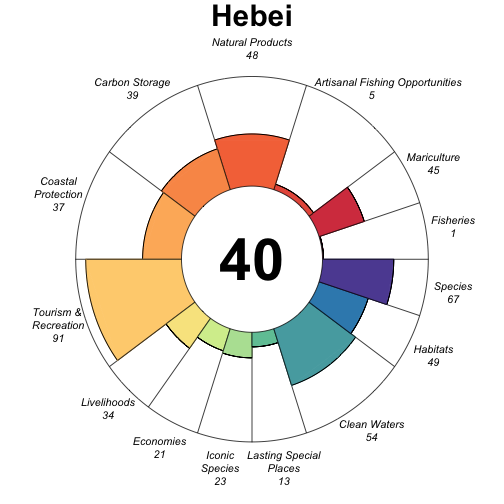 Hebei
Natural Products
48
Carbon Storage
39
Artisanal Fishing Opportunities
5
Mariculture
45
Coastal
Protection
37
Fisheries
1
40
Species
67
Tourism &
Recreation
91
Habitats
49
Livelihoods
34
Clean Waters
54
Economies
21
Iconic
Species
23
Lasting Special
Places
13